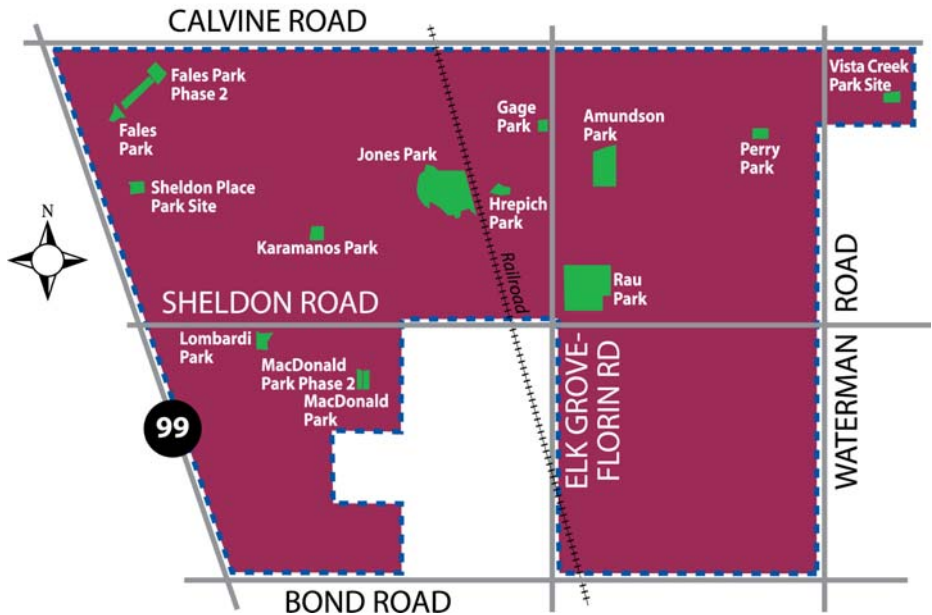 CALVINE ROAD
Fales Park
Phase 2
Fales
Park
Vista Creek
Park Site
Gage
Park
Amundson
Park
Perry
Park
Jones Park
Sheldon Place
Park Site
Hrepich
Park
N
Karamanos Park
Railroad
Rau
Park
SHELDON ROAD
Lombardi
Park
MacDonald
Park Phase 2
MacDonald
Park
99
ELK GROVE-
FLORIN RD
WATERMAN ROAD
BOND ROAD